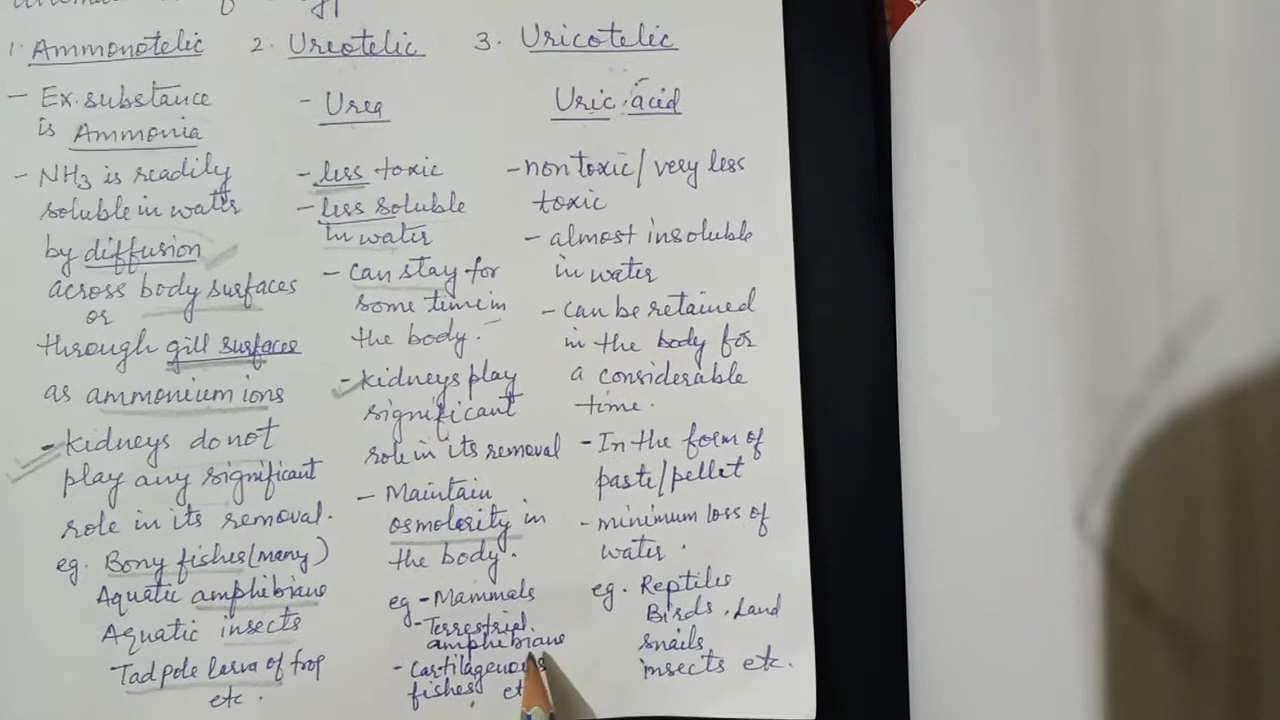 1. Ammonotelic
- Ex. substance
is Ammonia
- NH3 is readily
soluble in water
by diffusion
across body surfaces
or
through gill surfaces
as ammonium ions
- Kidneys do not
play any significant
role in its removal.
eg. Bony fishes (many)
Aquatic amphibians
Aquatic insects
Tadpole larva of frog
etc.
2. Ureotelic
- Urea
- less toxic
- less soluble
in water
- can stay for
some time in
the body.
- Kidneys play
significant
role in its removal
- Maintain
osmolority in
the body.
eg - Mammals
- Terrestrial
amphibians
- Cartilagenous
fishes
3. Uricotelic
Uric acid
- non toxic / very less
toxic
- almost insoluble
in water
- can be retained
in the body for
a considerable
time.
- In the form of
paste/pellet
- minimum loss of
water.
eg. Reptiles
Birds, Land
snails
insects etc.